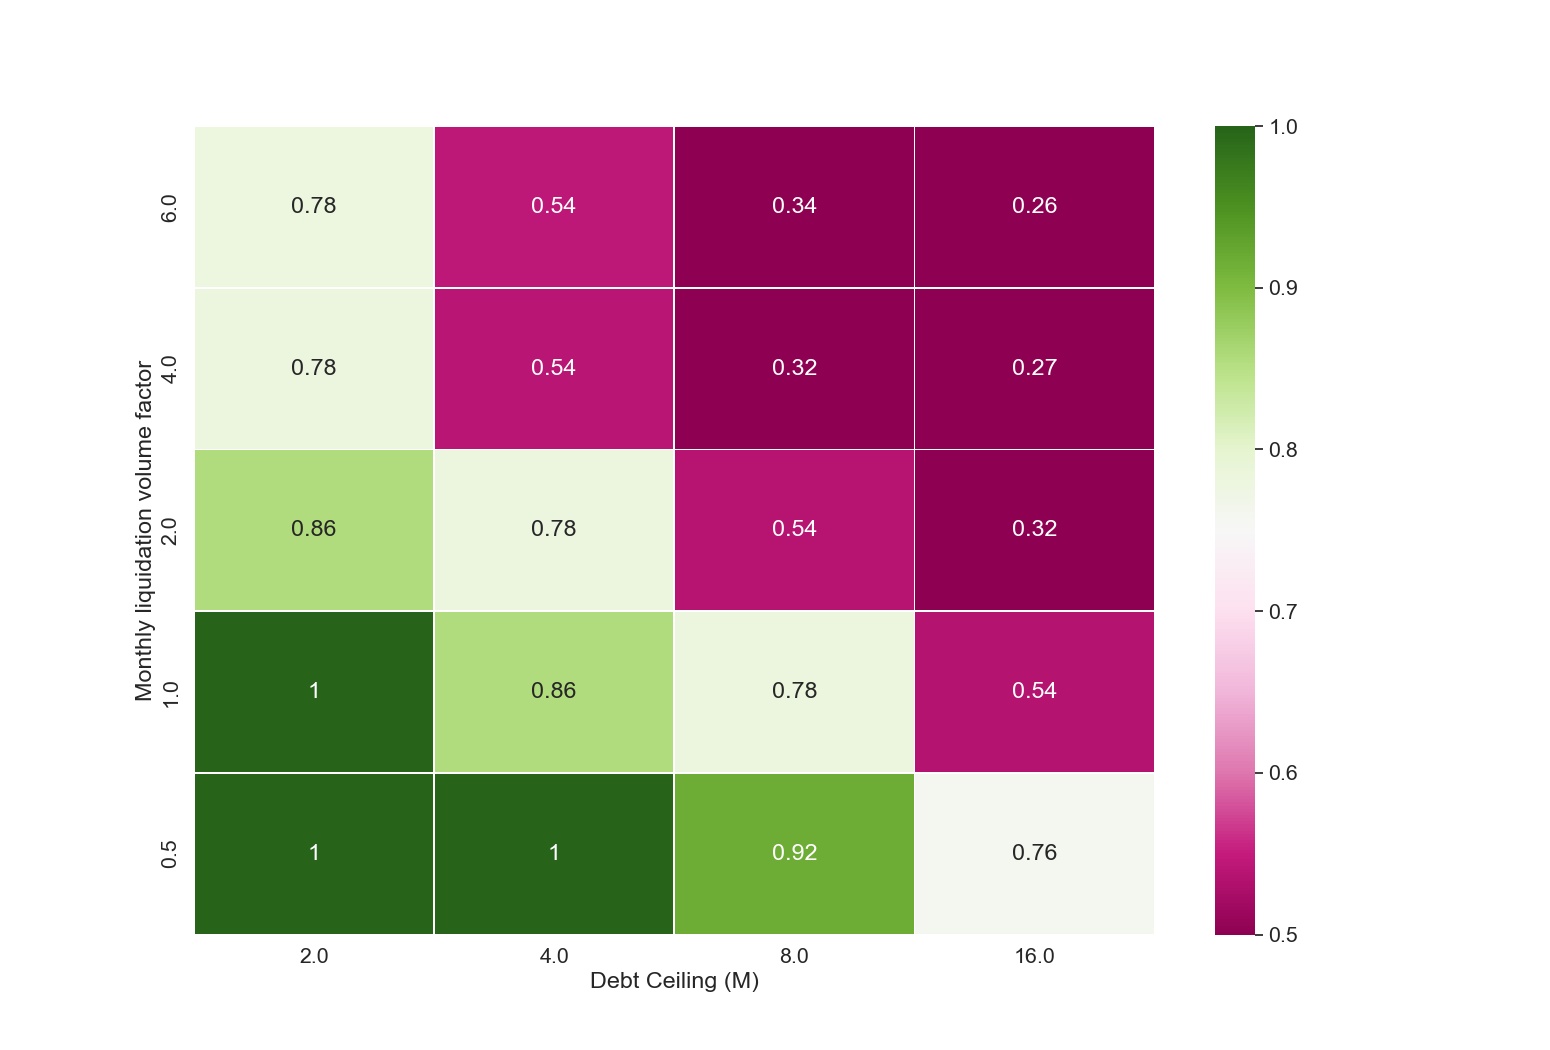 6.0 0.78 0.54 0.34 0.26
4.0 0.78 0.54 0.32 0.27
2.0 0.86 0.78 0.54 0.32
1.0 1 0.86 0.78 0.54
0.5 1 1 0.92 0.76
2.0 4.0 8.0 16.0
Debt Ceiling (M)
Monthly liquidation volume factor
1.0
0.9
0.8
0.7
0.6
0.5